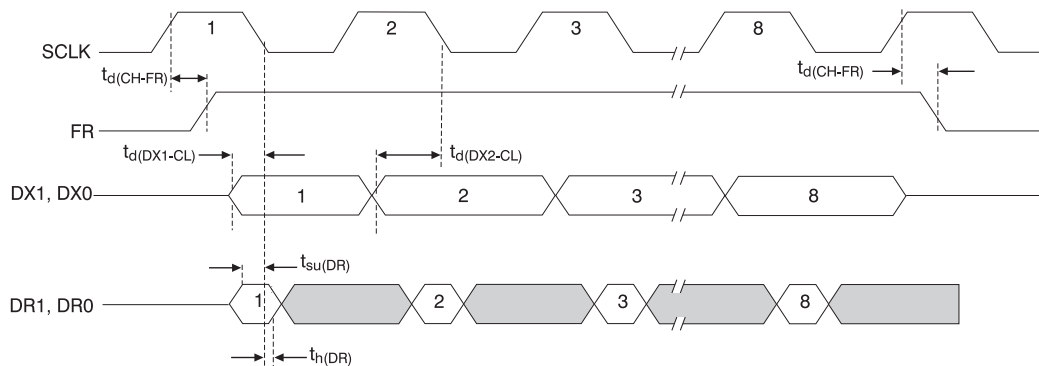 SCLK 1 2 3 8
t_d(CH-FR) t_d(CH-FR)
FR
t_d(DX1-CL) t_d(DX2-CL)
DX1, DX0 1 2 3 8
t_su(DR)
DR1, DR0 1 2 3 8
t_h(DR)